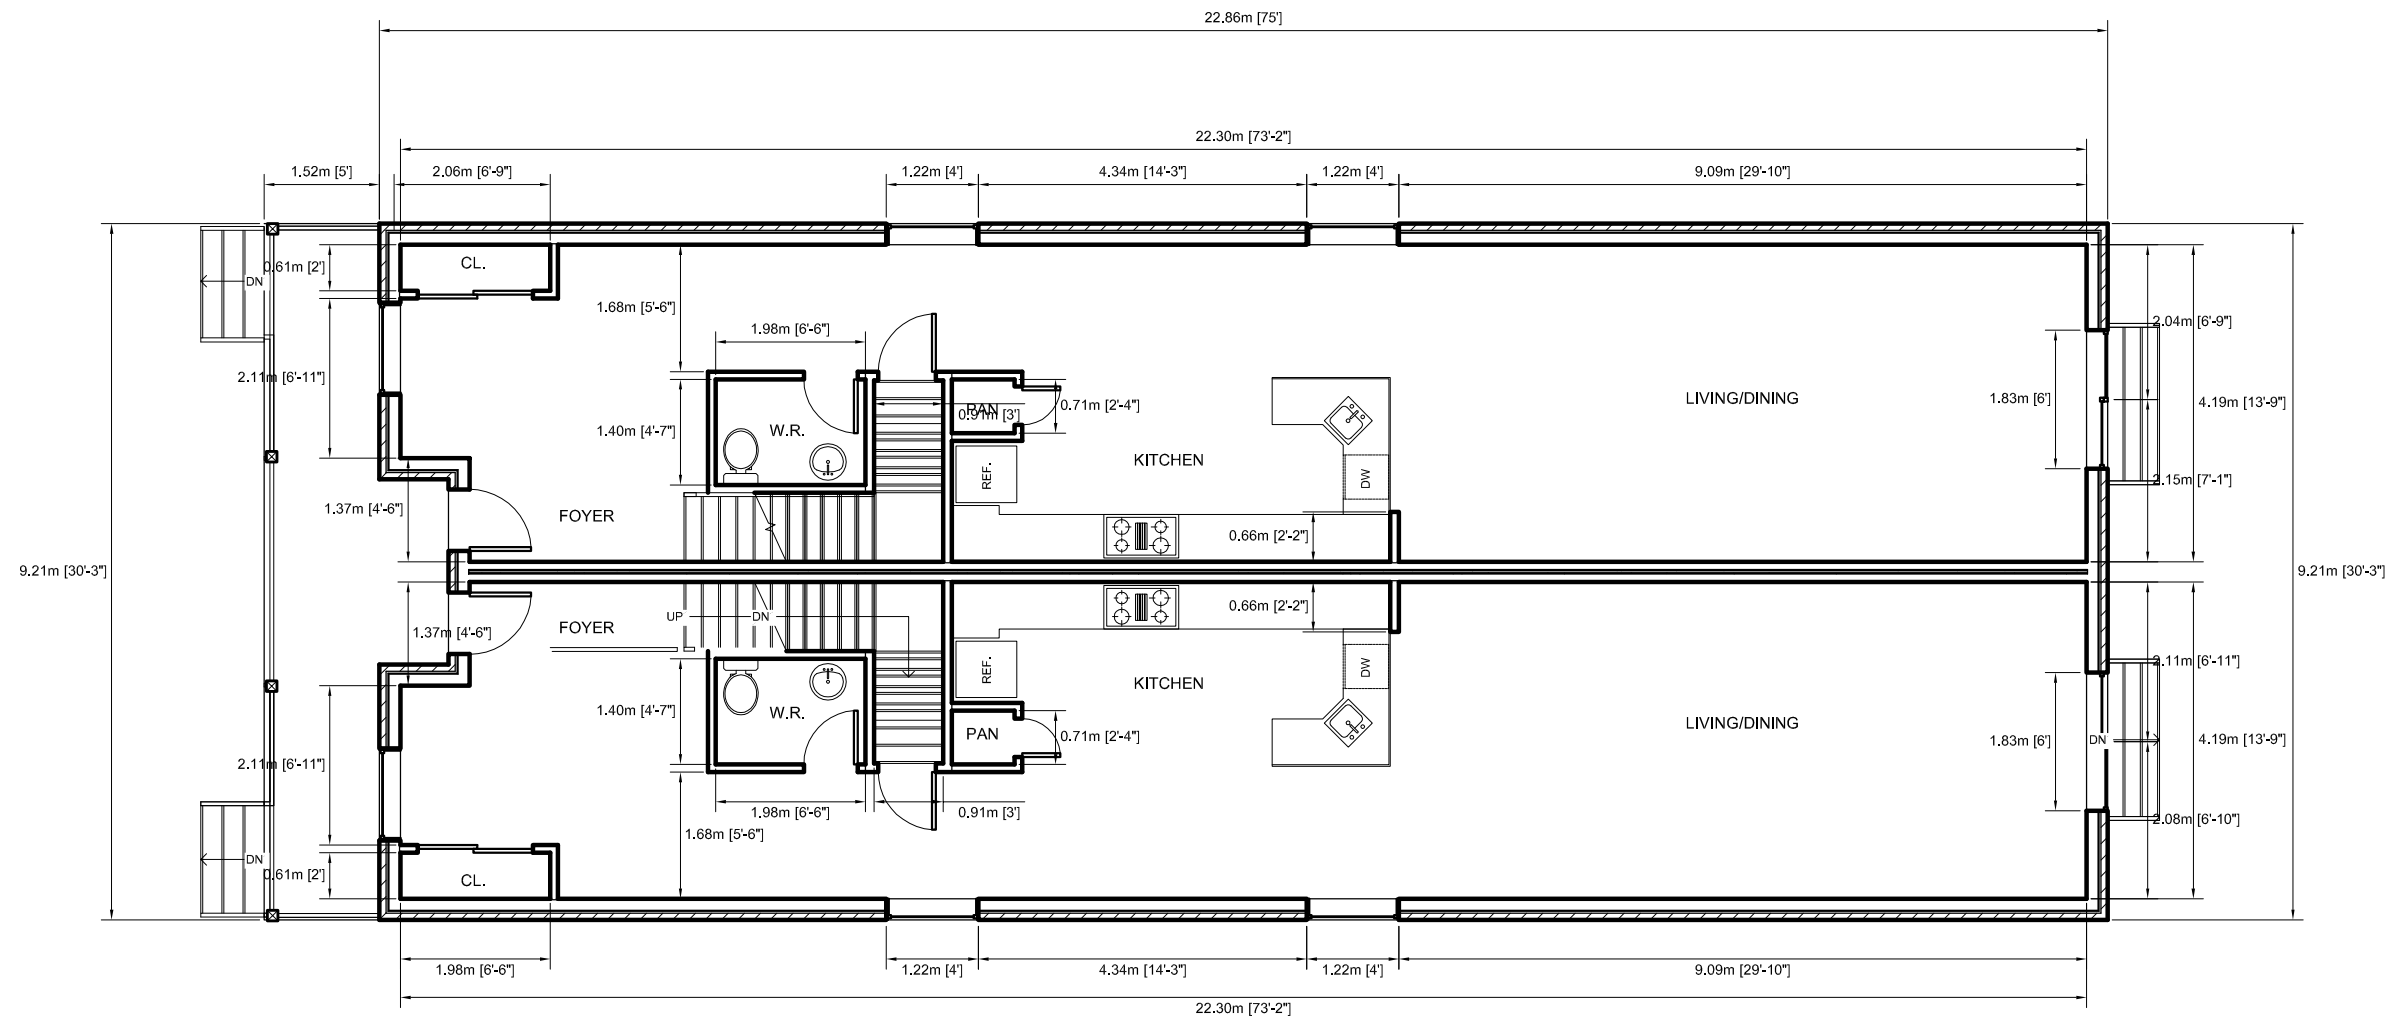 22.86m [75']
22.30m [73'-2"]
1.52m [5']
2.06m [6'-9"]
1.22m [4']
4.34m [14'-3"]
1.22m [4']
9.09m [29'-10"]
0.61m [2']
CL.
DN
1.68m [5'-6"]
1.98m [6'-6"]
2.04m [6'-9"]
2.11m [6'-11"]
1.83m [6']
LIVING/DINING
4.19m [13'-9"]
PAN
0.91m [3']
0.71m [2'-4"]
1.40m [4'-7"]
W.R.
KITCHEN
REF.
DW
2.15m [7'-1"]
1.37m [4'-6"]
FOYER
0.66m [2'-2"]
9.21m [30'-3"]
9.21m [30'-3"]
0.66m [2'-2"]
UP
DN
FOYER
1.37m [4'-6"]
2.11m [6'-11"]
REF.
DW
KITCHEN
1.40m [4'-7"]
W.R.
PAN
0.71m [2'-4"]
LIVING/DINING
1.83m [6']
DN
4.19m [13'-9"]
2.11m [6'-11"]
1.98m [6'-6"]
0.91m [3']
2.08m [6'-10"]
1.68m [5'-6"]
DN
0.61m [2']
CL.
1.98m [6'-6"]
1.22m [4']
4.34m [14'-3"]
1.22m [4']
9.09m [29'-10"]
22.30m [73'-2"]